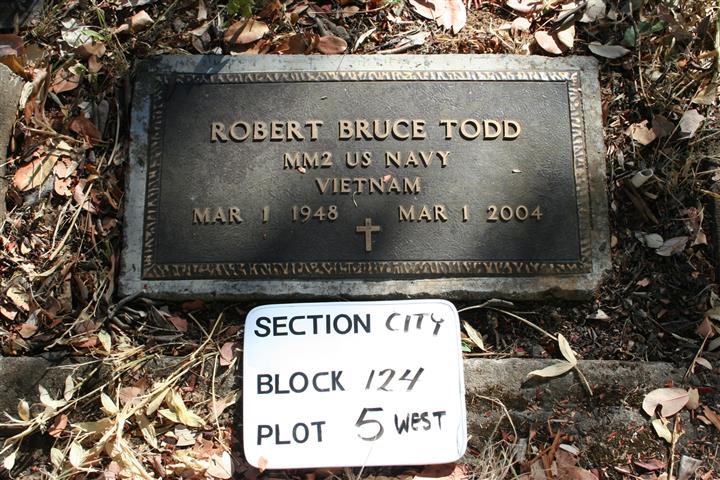 ROBERT BRUCE TODD
MM2 US NAVY
VIETNAM
MAR 1 1948 MAR 1 2004
SECTION CITY
BLOCK 124
PLOT 5 WEST